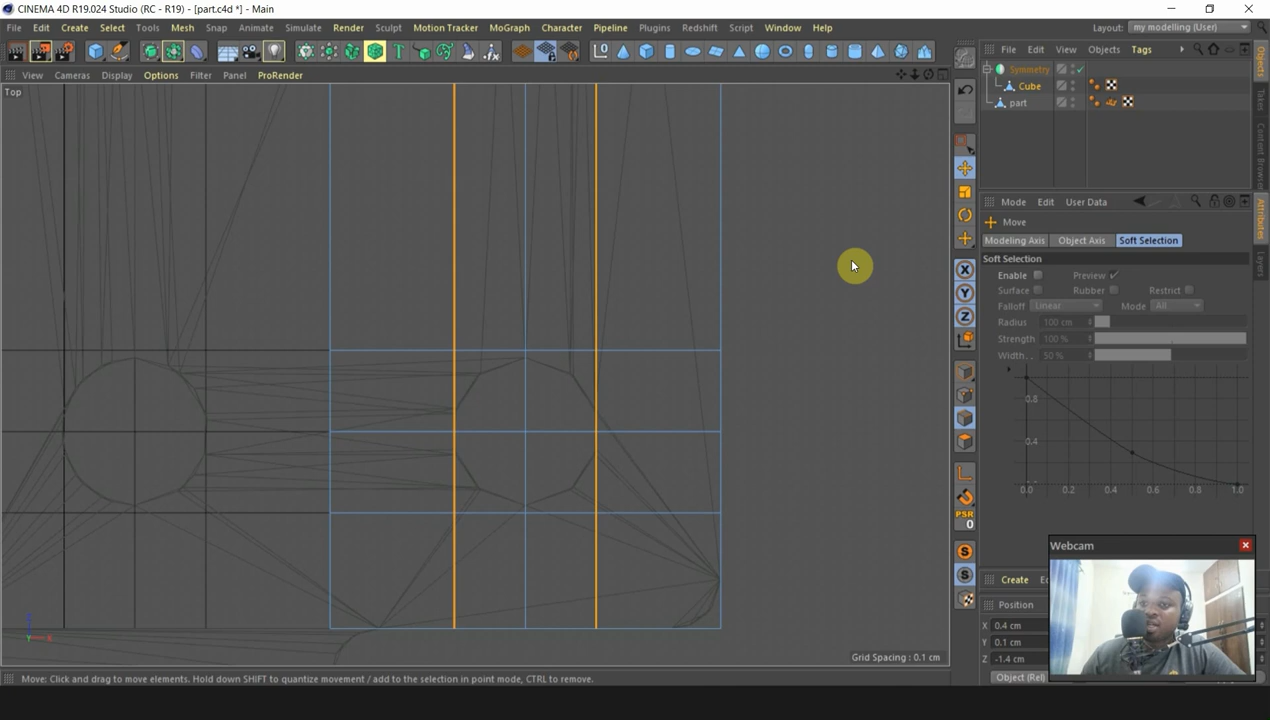 CINEMA 4D R19.024 Studio (RC - R19) - [part.c4d *] - Main
File Edit Create Select Tools Mesh Snap Animate Simulate Render Sculpt Motion Tracker MoGraph Character Pipeline Plugins Redshift Script Window Help
Layout: my modelling (User)
View Cameras Display Options Filter Panel ProRender
File Edit View Objects Tags
Top
Symmetry
Cube
part
Objects
Takes
Content Browser
Attributes
Layers
Mode Edit User Data
Move
Modeling Axis Object Axis Soft Selection
Soft Selection
Enable Preview
Surface Rubber Restrict
Falloff Linear Mode All
Radius 100 cm
Strength 100 %
Width. . 50 %
0.8
0.4
0.0 0.2 0.4 0.6 0.8 1.0
X
Y
Z
PSR
0
S
S
Webcam
Create
Position
X 0.4 cm
Y 0.1 cm
Z -1.4 cm
Object (Rel)
Y
Grid Spacing : 0.1 cm
Move: Click and drag to move elements. Hold down SHIFT to quantize movement / add to the selection in point mode, CTRL to remove.